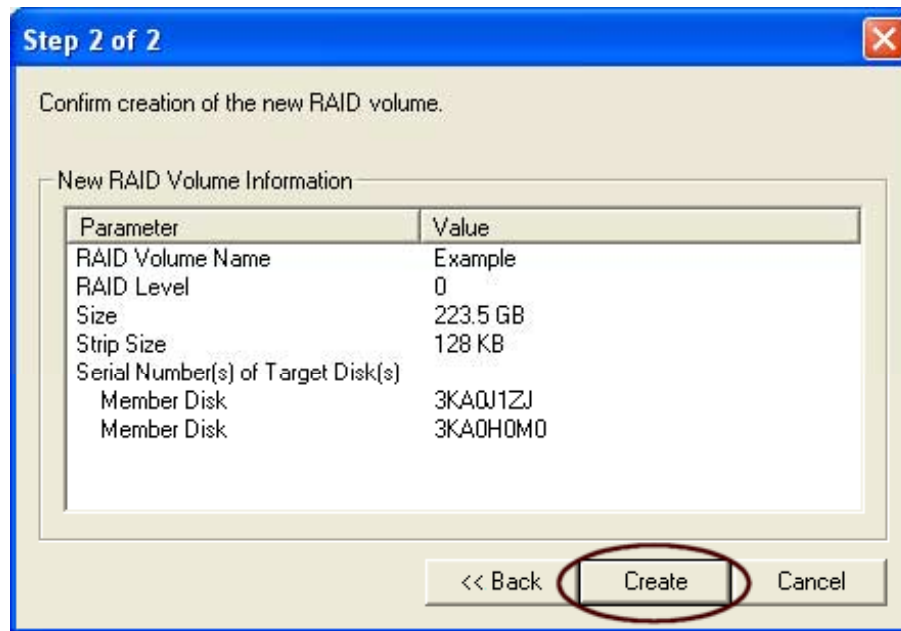 Step 2 of 2
Confirm creation of the new RAID volume.
New RAID Volume Information
Parameter Value
RAID Volume Name Example
RAID Level 0
Size 223.5 GB
Strip Size 128 KB
Serial Number(s) of Target Disk(s)
Member Disk 3KA0J1ZJ
Member Disk 3KA0H0M0
<< Back Create Cancel